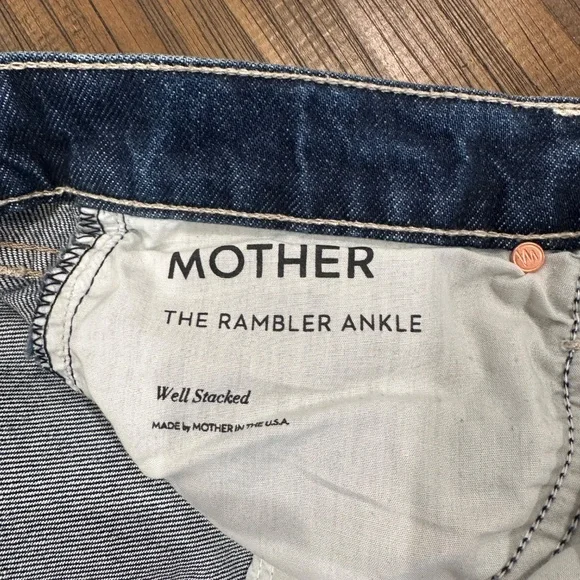 MOTHER
THE RAMBLER ANKLE
Well Stacked
MADE by MOTHER IN THE U.S.A.